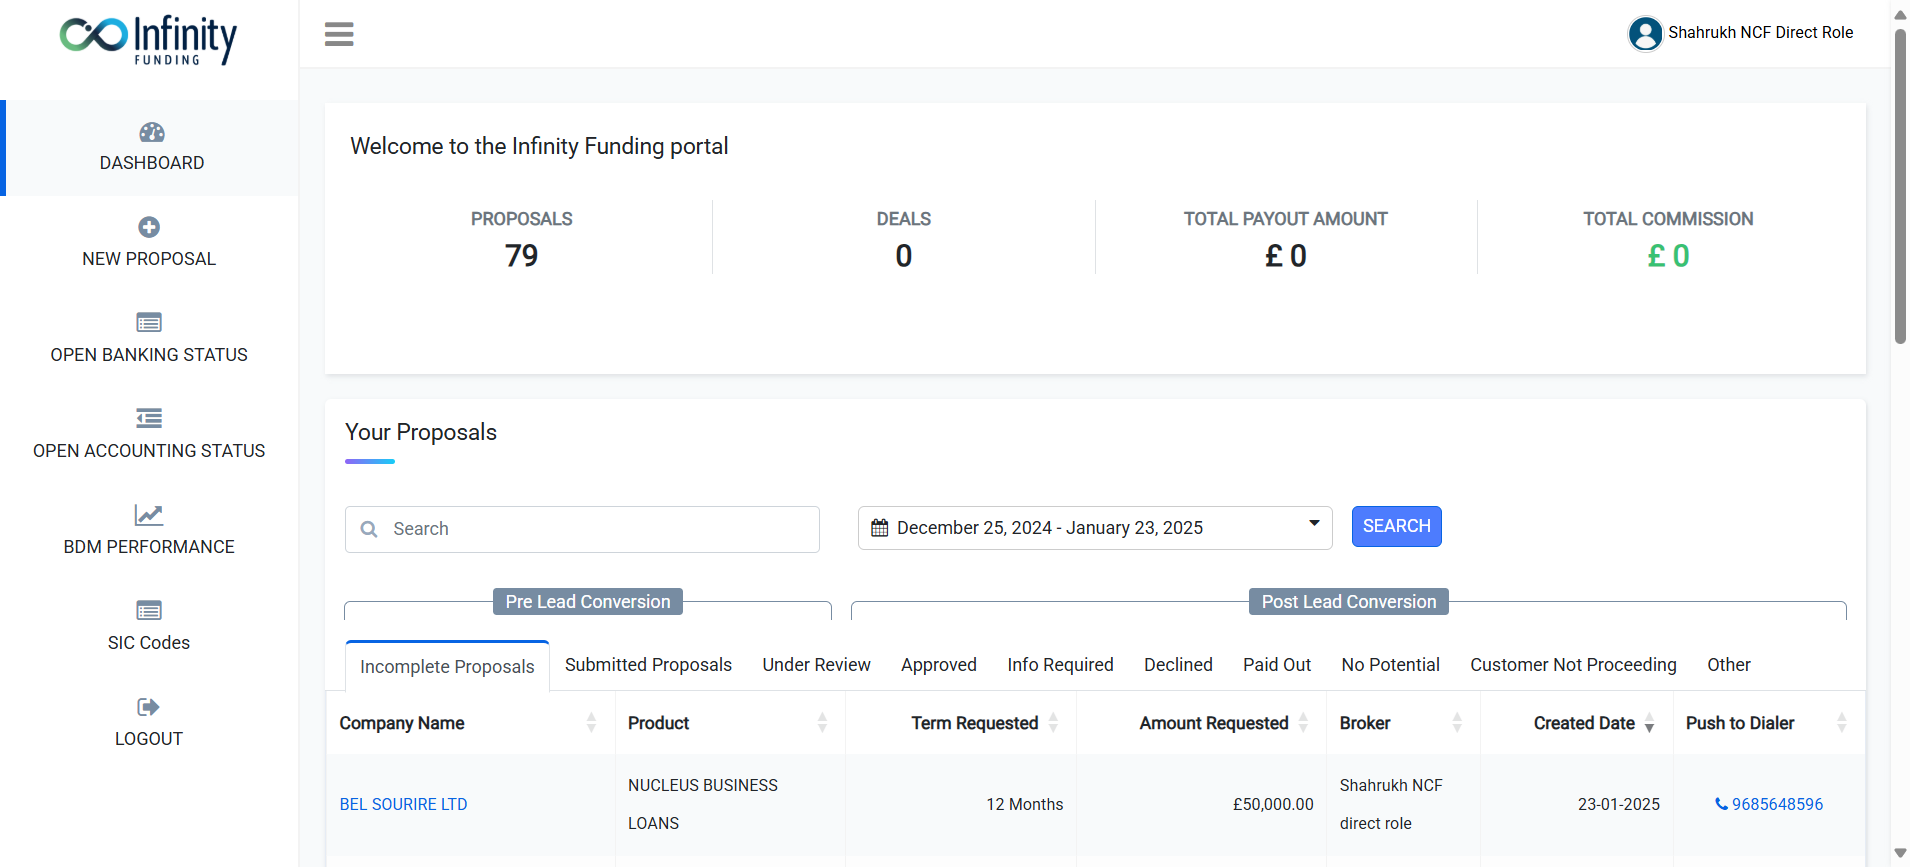 Infinity
FUNDING
Shahrukh NCF Direct Role
DASHBOARD
NEW PROPOSAL
OPEN BANKING STATUS
OPEN ACCOUNTING STATUS
BDM PERFORMANCE
SIC Codes
LOGOUT
Welcome to the Infinity Funding portal
PROPOSALS DEALS TOTAL PAYOUT AMOUNT TOTAL COMMISSION
79 0 £ 0 £ 0
Your Proposals
Search December 25, 2024 - January 23, 2025 SEARCH
Pre Lead Conversion Post Lead Conversion
Incomplete Proposals Submitted Proposals Under Review Approved Info Required Declined Paid Out No Potential Customer Not Proceeding Other
Company Name Product Term Requested Amount Requested Broker Created Date Push to Dialer
BEL SOURIRE LTD
NUCLEUS BUSINESS
LOANS
12 Months
£50,000.00
Shahrukh NCF
direct role
23-01-2025
9685648596